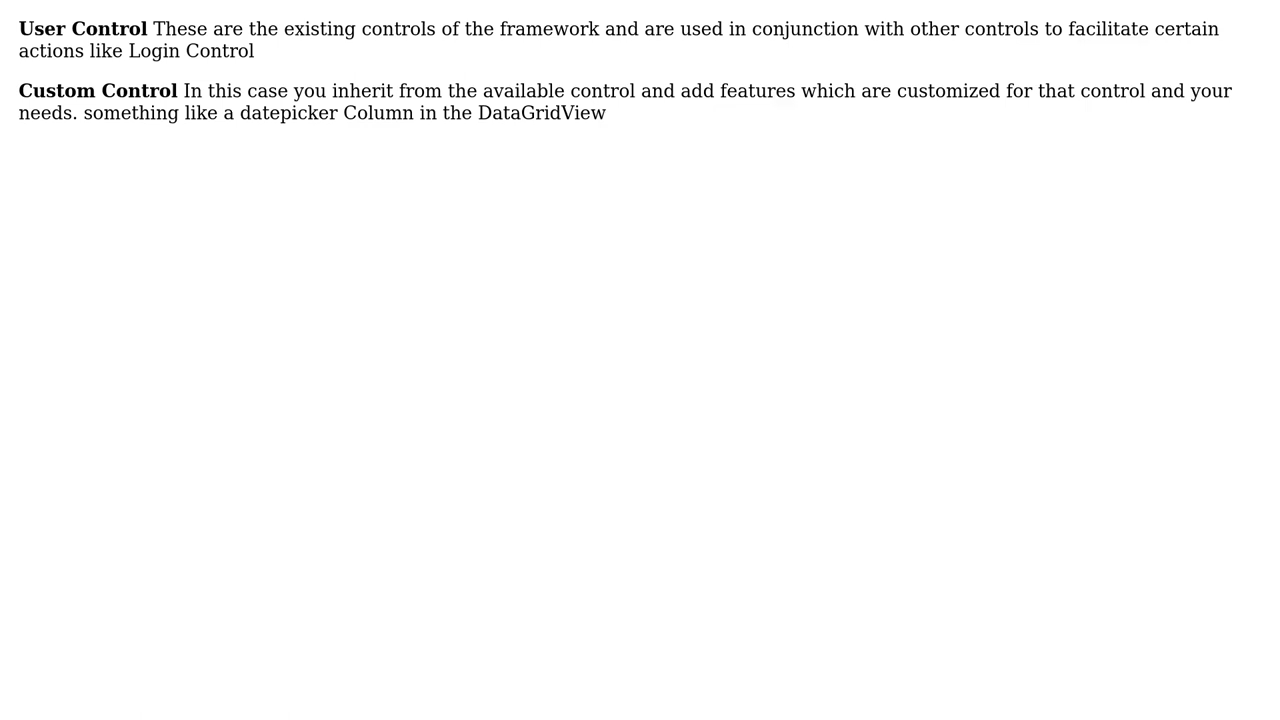 User Control These are the existing controls of the framework and are used in conjunction with other controls to facilitate certain
actions like Login Control
Custom Control In this case you inherit from the available control and add features which are customized for that control and your
needs. something like a datepicker Column in the DataGridView